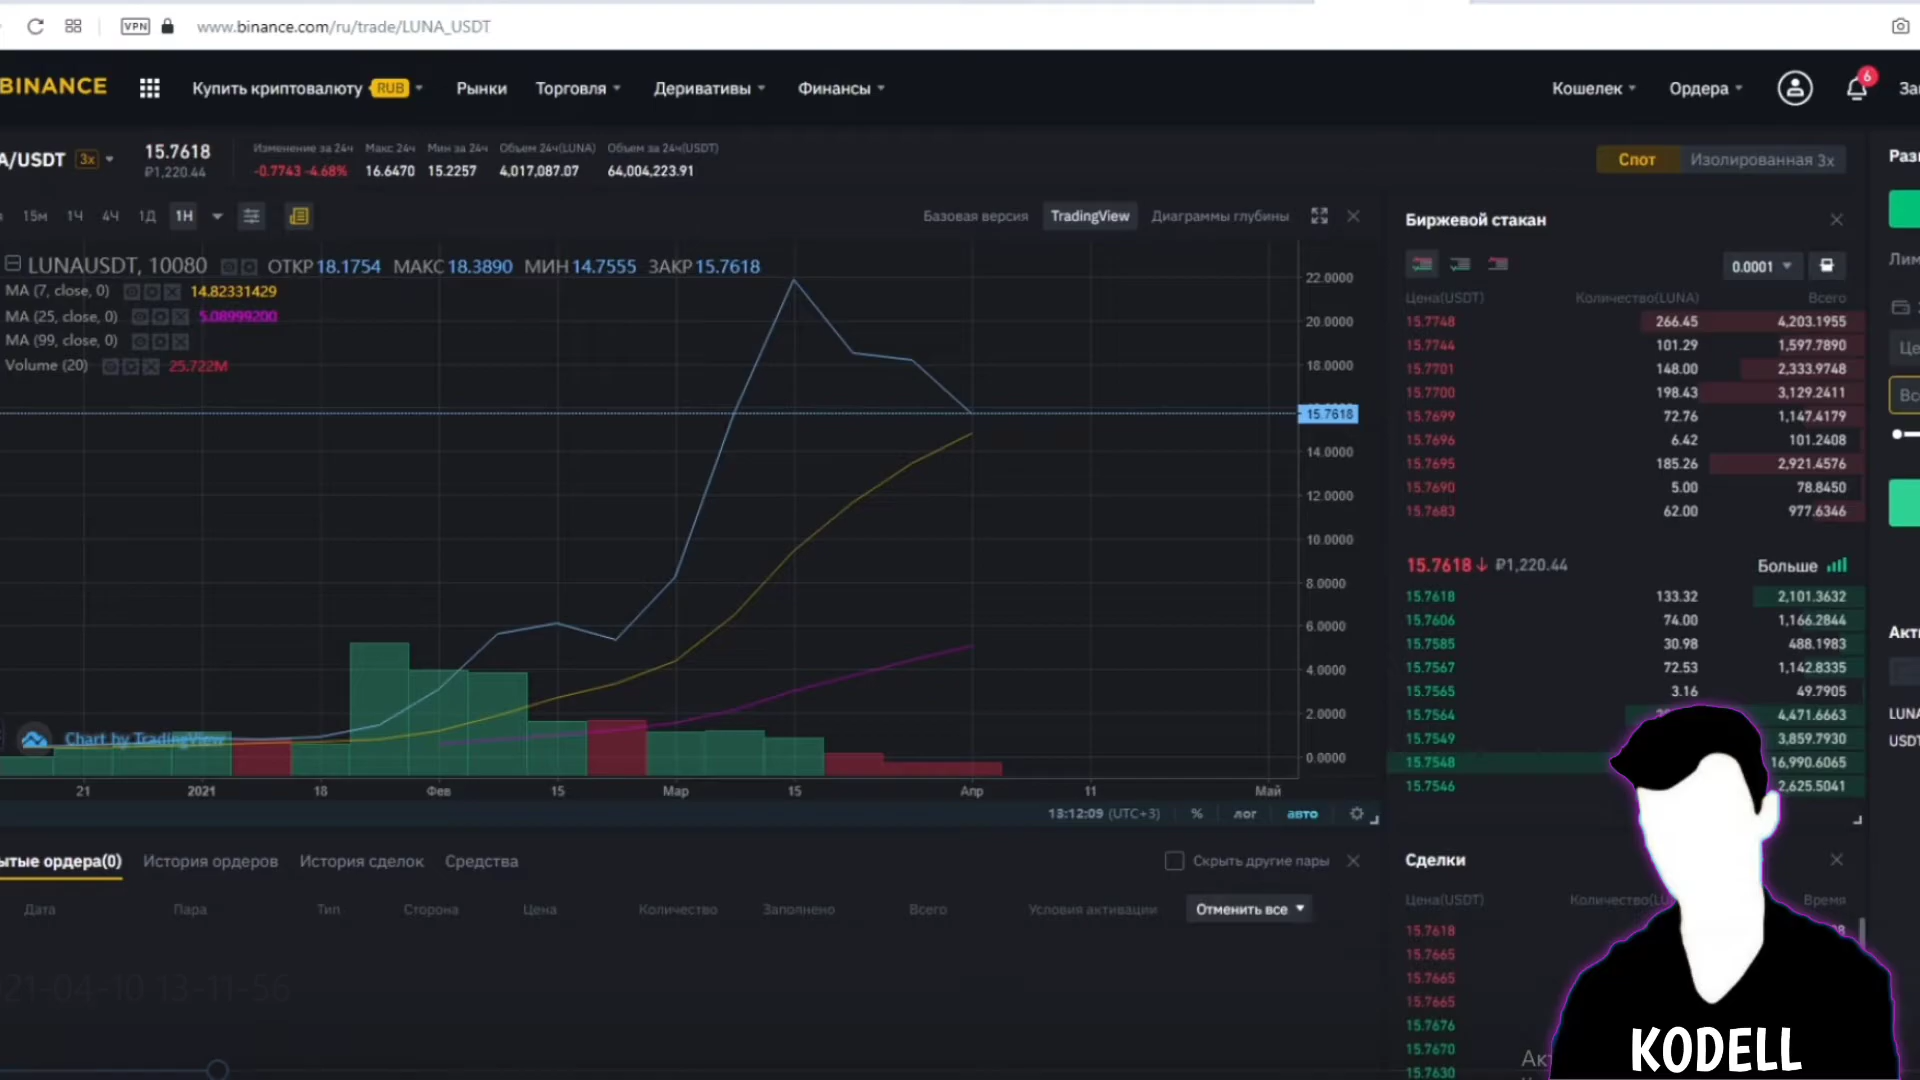 www.binance.com/ru/trade/LUNA_USDT
VPN
BINANCE Купить криптовалюту RUB Рынки Торговля Деривативы Финансы Кошелек Ордера 6
A/USDT 3x 15.7618 ₽1,220.44
Изменение за 24ч Макс 24ч Мин за 24ч Объем 24ч(LUNA) Объем за 24ч(USDT)
-0.7743 -4.68% 16.6470 15.2257 4,017,087.07 64,004,223.91
Спот Изолированная 3x
15м 1Ч 4Ч 1Д 1Н
Базовая версия TradingView Диаграммы глубины
LUNAUSDT, 10080 ОТКР 18.1754 МАКС 18.3890 МИН 14.7555 ЗАКР 15.7618
MA (7, close, 0) 14.82331429
MA (25, close, 0) 5.08999200
MA (99, close, 0)
Volume (20) 25.722M
22.0000
20.0000
18.0000
15.7618
14.0000
12.0000
10.0000
8.0000
6.0000
4.0000
2.0000
0.0000
Chart by TradingView
21 2021 18 Фев 15 Мар 15 Апр 11 Май
13:12:09 (UTC+3) % лог авто
Биржевой стакан
0.0001
Цена(USDT) Количество(LUNA) Всего
15.7748 266.45 4,203.1955
15.7744 101.29 1,597.7890
15.7701 148.00 2,333.9748
15.7700 198.43 3,129.2411
15.7699 72.76 1,147.4179
15.7696 6.42 101.2408
15.7695 185.26 2,921.4576
15.7690 5.00 78.8450
15.7683 62.00 977.6346
15.7618↓ ₽1,220.44 Больше
15.7618 133.32 2,101.3632
15.7606 74.00 1,166.2844
15.7585 30.98 488.1983
15.7567 72.53 1,142.8335
15.7565 3.16 49.7905
15.7564 4,471.6663
15.7549 3,859.7930
15.7548 16,990.6065
15.7546 2,625.5041
ытые ордера(0) История ордеров История сделок Средства
Скрыть другие пары
Дата Пара Тип Сторона Цена Количество Заполнено Всего Условия активации Отменить все
21-04-10 13-11-56
Сделки
Цена(USDT) Количество(LU Время
15.7618
15.7665
15.7665
15.7665
15.7676
15.7670
15.7630
LUNA
USDT
KODELL